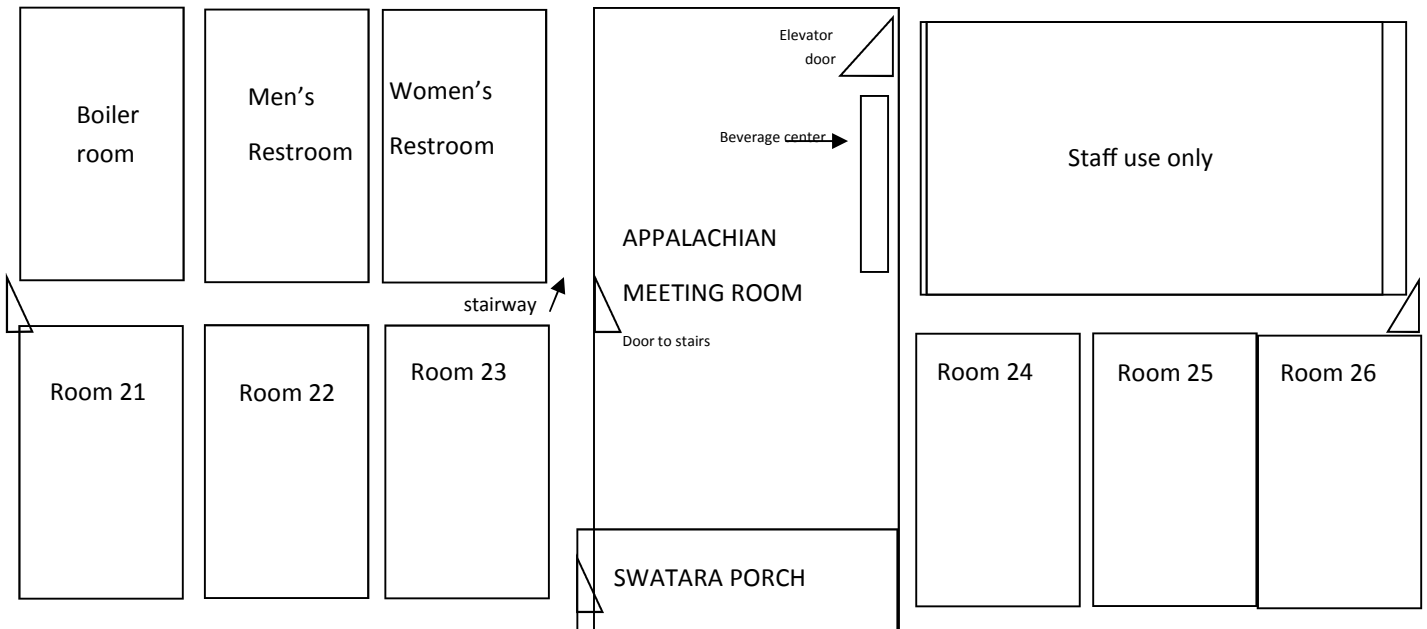 Boiler
room
Men’s
Restroom
Women’s
Restroom
Elevator
door
Beverage center
APPALACHIAN
MEETING ROOM
Door to stairs
Staff use only
stairway
Room 21
Room 22
Room 23
Room 24
Room 25
Room 26
SWATARA PORCH